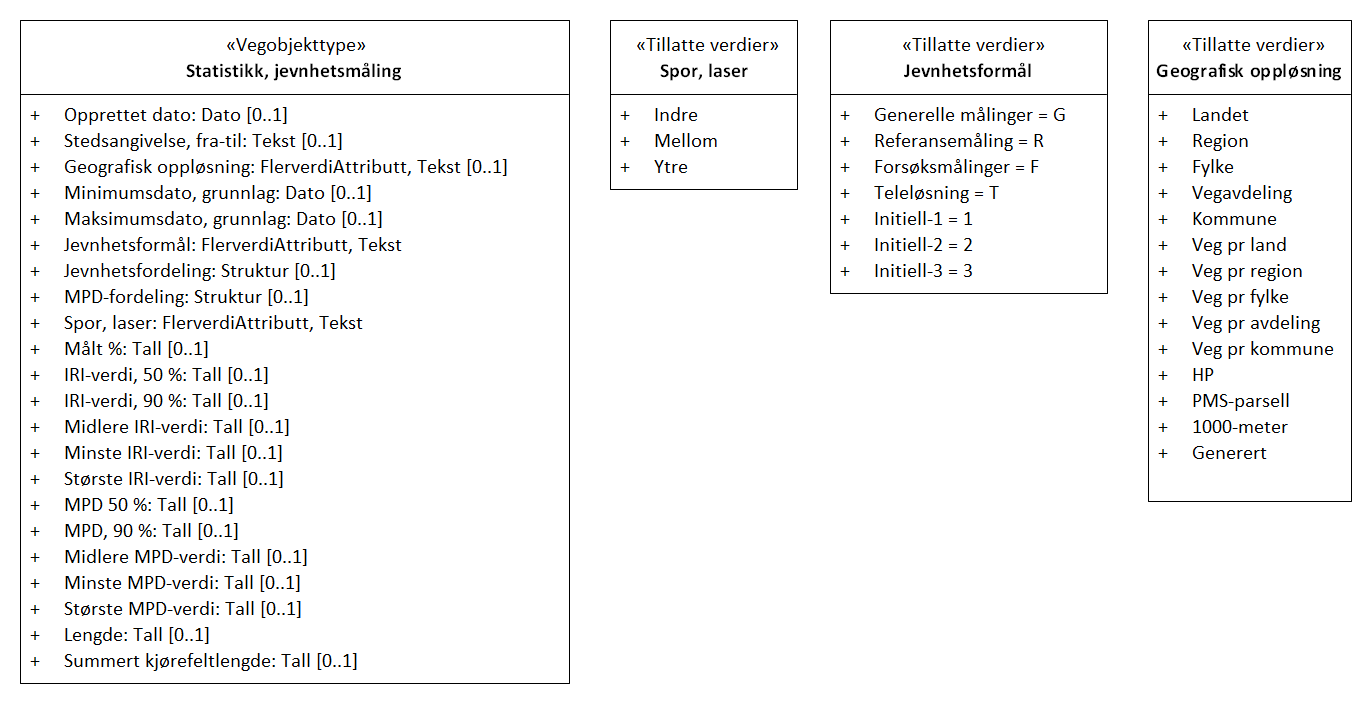 «Vegobjekttype»
Statistikk, jevnhetsmåling
+ Opprettet dato: Dato [0..1]
+ Stedsangivelse, fra-til: Tekst [0..1]
+ Geografisk oppløsning: FlerverdiAttributt, Tekst [0..1]
+ Minimumsdato, grunnlag: Dato [0..1]
+ Maksimumsdato, grunnlag: Dato [0..1]
+ Jevnhetsformål: FlerverdiAttributt, Tekst
+ Jevnhetsfordeling: Struktur [0..1]
+ MPD-fordeling: Struktur [0..1]
+ Spor, laser: FlerverdiAttributt, Tekst
+ Målt %: Tall [0..1]
+ IRI-verdi, 50 %: Tall [0..1]
+ IRI-verdi, 90 %: Tall [0..1]
+ Midlere IRI-verdi: Tall [0..1]
+ Minste IRI-verdi: Tall [0..1]
+ Største IRI-verdi: Tall [0..1]
+ MPD 50 %: Tall [0..1]
+ MPD, 90 %: Tall [0..1]
+ Midlere MPD-verdi: Tall [0..1]
+ Minste MPD-verdi: Tall [0..1]
+ Største MPD-verdi: Tall [0..1]
+ Lengde: Tall [0..1]
+ Summert kjørefeltlengde: Tall [0..1]
«Tillatte verdier»
Spor, laser
+ Indre
+ Mellom
+ Ytre
«Tillatte verdier»
Jevnhetsformål
+ Generelle målinger = G
+ Referansemåling = R
+ Forsøksmålinger = F
+ Teleløsning = T
+ Initiell-1 = 1
+ Initiell-2 = 2
+ Initiell-3 = 3
«Tillatte verdier»
Geografisk oppløsning
+ Landet
+ Region
+ Fylke
+ Vegavdeling
+ Kommune
+ Veg pr land
+ Veg pr region
+ Veg pr fylke
+ Veg pr avdeling
+ Veg pr kommune
+ HP
+ PMS-parsell
+ 1000-meter
+ Generert